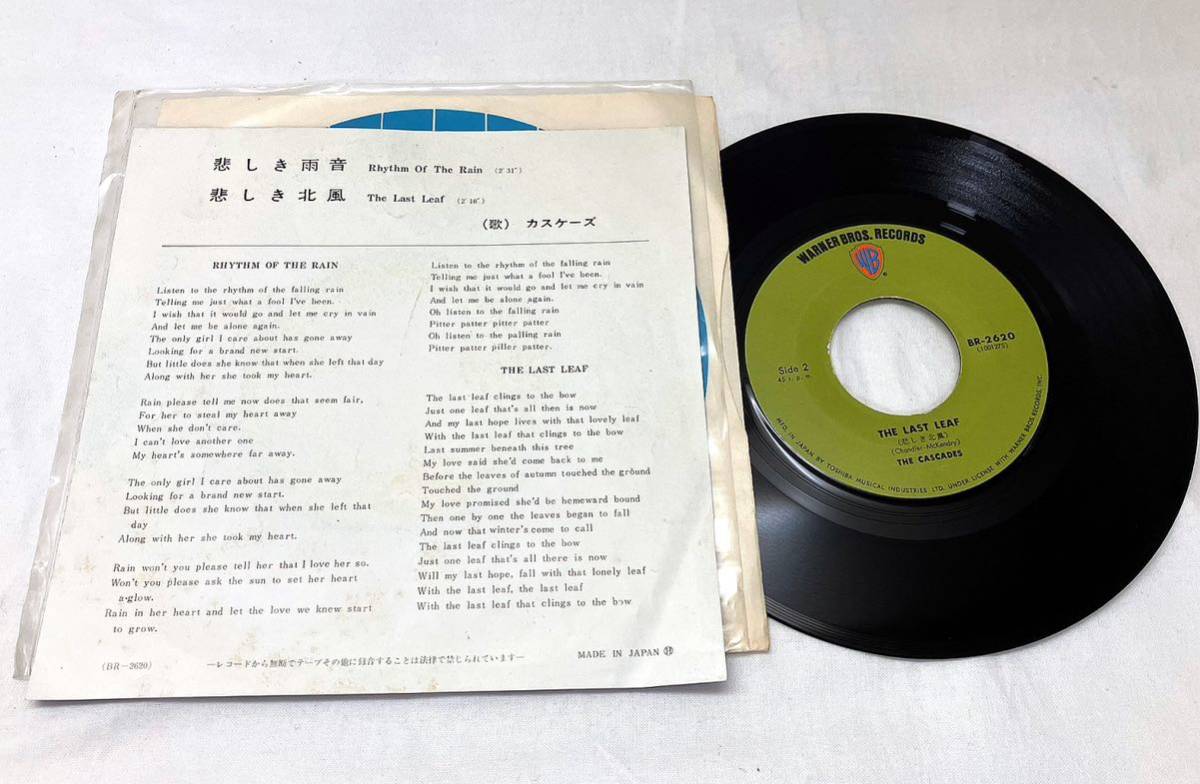 悲しき雨音 Rhythm Of The Rain (2'31")
悲しき北風 The Last Leaf (2'16")
(歌) カスケーズ
RHYTHM OF THE RAIN
Listen to the rhythm of the falling rain
Telling me just what a fool I've been.
I wish that it would go and let me cry in vain
And let me be alone again.
The only girl I care about has gone away
Looking for a brand new start.
But little does she know that when she left that day
Along with her she took my heart.
Rain please tell me now does that seem fair,
For her to steal my heart away
When she don't care.
I can't love another one
My heart's somewhere far away.
The only girl I care about has gone away
Looking for a brand new start.
But little does she know that when she left that
day
Along with her she took my heart.
Rain won't you please tell her that I love her so.
Won't you please ask the sun to set her heart
a-glow.
Rain in her heart and let the love we knew start
to grow.
Listen to the rhythm of the falling rain
Telling me just what a fool I've been.
I wish that it would go and let me cry in vain
And let me be alone again.
Oh listen to the falling rain
Pitter patter pitter patter
Oh listen to the palling rain
Pitter patter piller patter.
THE LAST LEAF
The last leaf clings to the bow
Just one leaf that's all then is now
And my last hope lives with that lovely leaf
With the last leaf that clings to the bow
Last summer beneath this tree
My love said she'd come back to me
Before the leaves of autumn touched the ground
Touched the ground
My love promised she'd be hemeward bound
Then one by one the leaves began to fall
And now that winter's come to call
The last leaf clings to the bow
Just one leaf that's all there is now
Will my last hope, fall with that lonely leaf
With the last leaf, the last leaf
With the last leaf that clings to the bow
(BR-2620) —レコードから無断でテープその他に録音することは法律で禁じられています— MADE IN JAPAN
WARNER BROS. RECORDS
WB
BR-2620
(1001275)
Side 2
45 r. p. m.
THE LAST LEAF
(悲しき北風)
(Chandler-McKendry)
THE CASCADES
MFD. IN JAPAN BY TOSHIBA MUSICAL INDUSTRIES LTD. UNDER LICENSE WITH WARNER BROS. RECORDS INC.